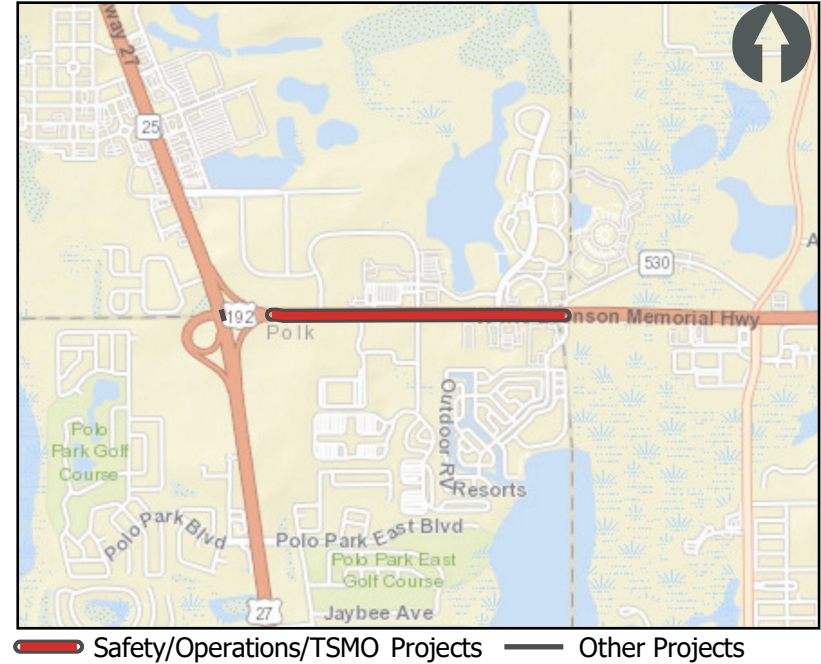 way 27
25
530
192
nson Memorial Hwy
Polk
Outdoor RV
Resorts
Polo
Park Golf
Course
Polo Park Blvd
Polo Park East Blvd
Polo Park East
Golf Course
27
Jaybee Ave
Safety/Operations/TSMO Projects
Other Projects